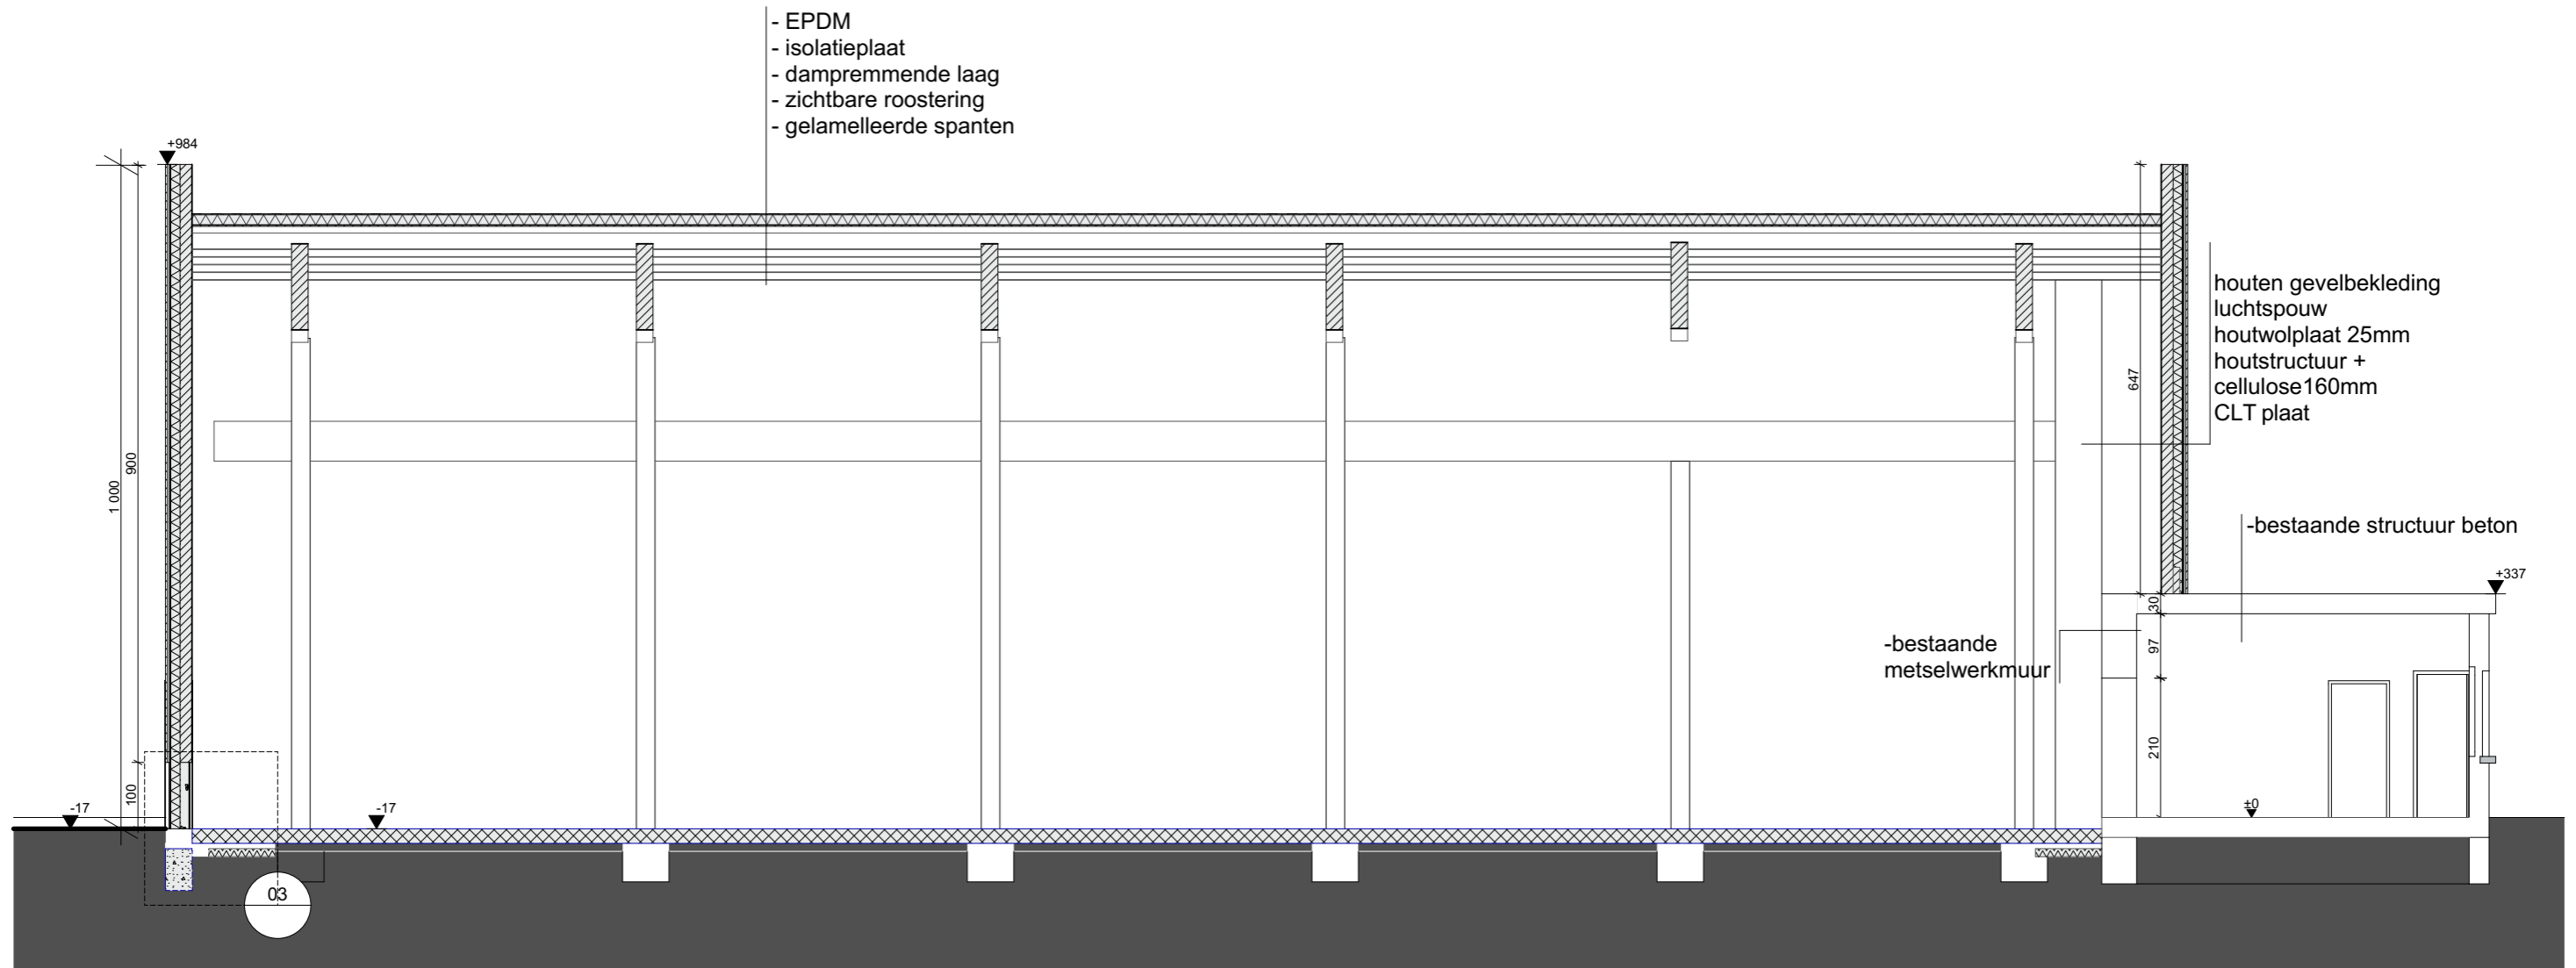 - EPDM
- isolatieplaat
- dampremmende laag
- zichtbare roostering
- gelamelleerde spanten
+984
houten gevelbekleding
luchtspouw
houtwolplaat 25mm
houtstructuur +
cellulose160mm
CLT plaat
647
900
1 000
-bestaande structuur beton
+337
30
-bestaande
metselwerkmuur
97
210
100
-17
-17
±0
03